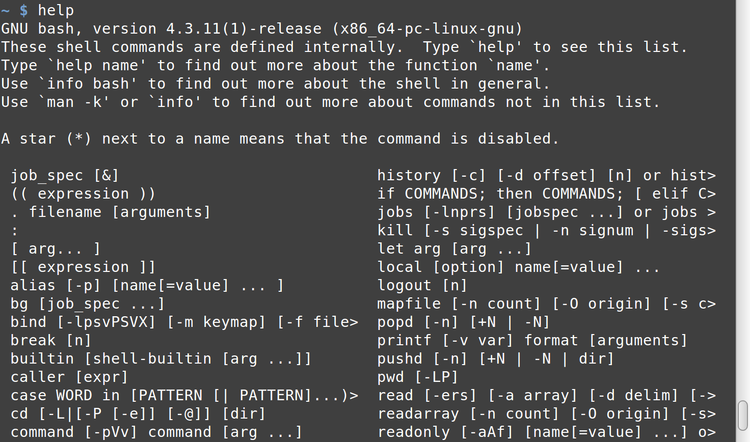 ~ $ help
GNU bash, version 4.3.11(1)-release (x86_64-pc-linux-gnu)
These shell commands are defined internally.  Type `help' to see this list.
Type `help name' to find out more about the function `name'.
Use `info bash' to find out more about the shell in general.
Use `man -k' or `info' to find out more about commands not in this list.

A star (*) next to a name means that the command is disabled.

 job_spec [&]                            history [-c] [-d offset] [n] or hist>
 (( expression ))                        if COMMANDS; then COMMANDS; [ elif C>
 . filename [arguments]                  jobs [-lnprs] [jobspec ...] or jobs >
 :                                       kill [-s sigspec | -n signum | -sigs>
 [ arg... ]                              let arg [arg ...]
 [[ expression ]]                        local [option] name[=value] ...
 alias [-p] [name[=value] ... ]          logout [n]
 bg [job_spec ...]                       mapfile [-n count] [-O origin] [-s c>
 bind [-lpsvPSVX] [-m keymap] [-f file>  popd [-n] [+N | -N]
 break [n]                               printf [-v var] format [arguments]
 builtin [shell-builtin [arg ...]]       pushd [-n] [+N | -N | dir]
 caller [expr]                           pwd [-LP]
 case WORD in [PATTERN [| PATTERN]...)>  read [-ers] [-a array] [-d delim] [->
 cd [-L|[-P [-e]] [-@]] [dir]            readarray [-n count] [-O origin] [-s>
 command [-pVv] command [arg ...]        readonly [-aAf] [name[=value] ...] o>